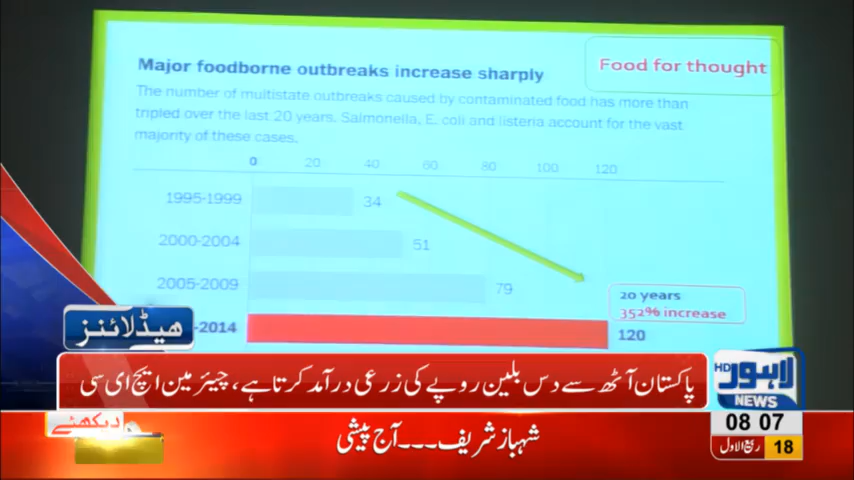 Major foodborne outbreaks increase sharply
Food for thought
The number of multistate outbreaks caused by contaminated food has more than
tripled over the last 20 years. Salmonella, E. coli and listeria account for the vast
majority of these cases.
0 20 40 60 80 100 120
1995-1999 34
2000-2004 51
2005-2009 79
20 years
352% increase
-2014 120
ھیڈلائنز
پاکستان آٹھ سے دس بلین روپے کی زرعی درآمد کرتا ہے، چیئرمین ایچ ای سی
شہباز شریف۔۔۔آج پیشی
دیکھئے
لاہور
HD
NEWS
08 07
18 ربیع الاول